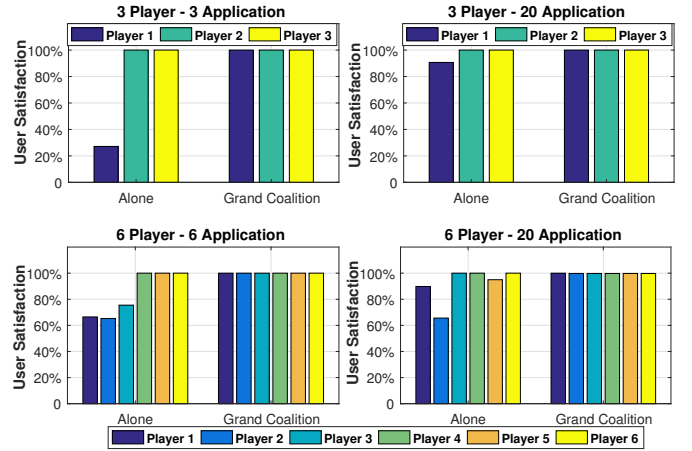 3 Player - 3 Application
Player 1 Player 2 Player 3
User Satisfaction
100%
80%
60%
40%
20%
0
Alone Grand Coalition
3 Player - 20 Application
Player 1 Player 2 Player 3
User Satisfaction
100%
80%
60%
40%
20%
0
Alone Grand Coalition
6 Player - 6 Application
User Satisfaction
100%
80%
60%
40%
20%
0
Alone Grand Coalition
6 Player - 20 Application
User Satisfaction
100%
80%
60%
40%
20%
0
Alone Grand Coalition
Player 1 Player 2 Player 3 Player 4 Player 5 Player 6